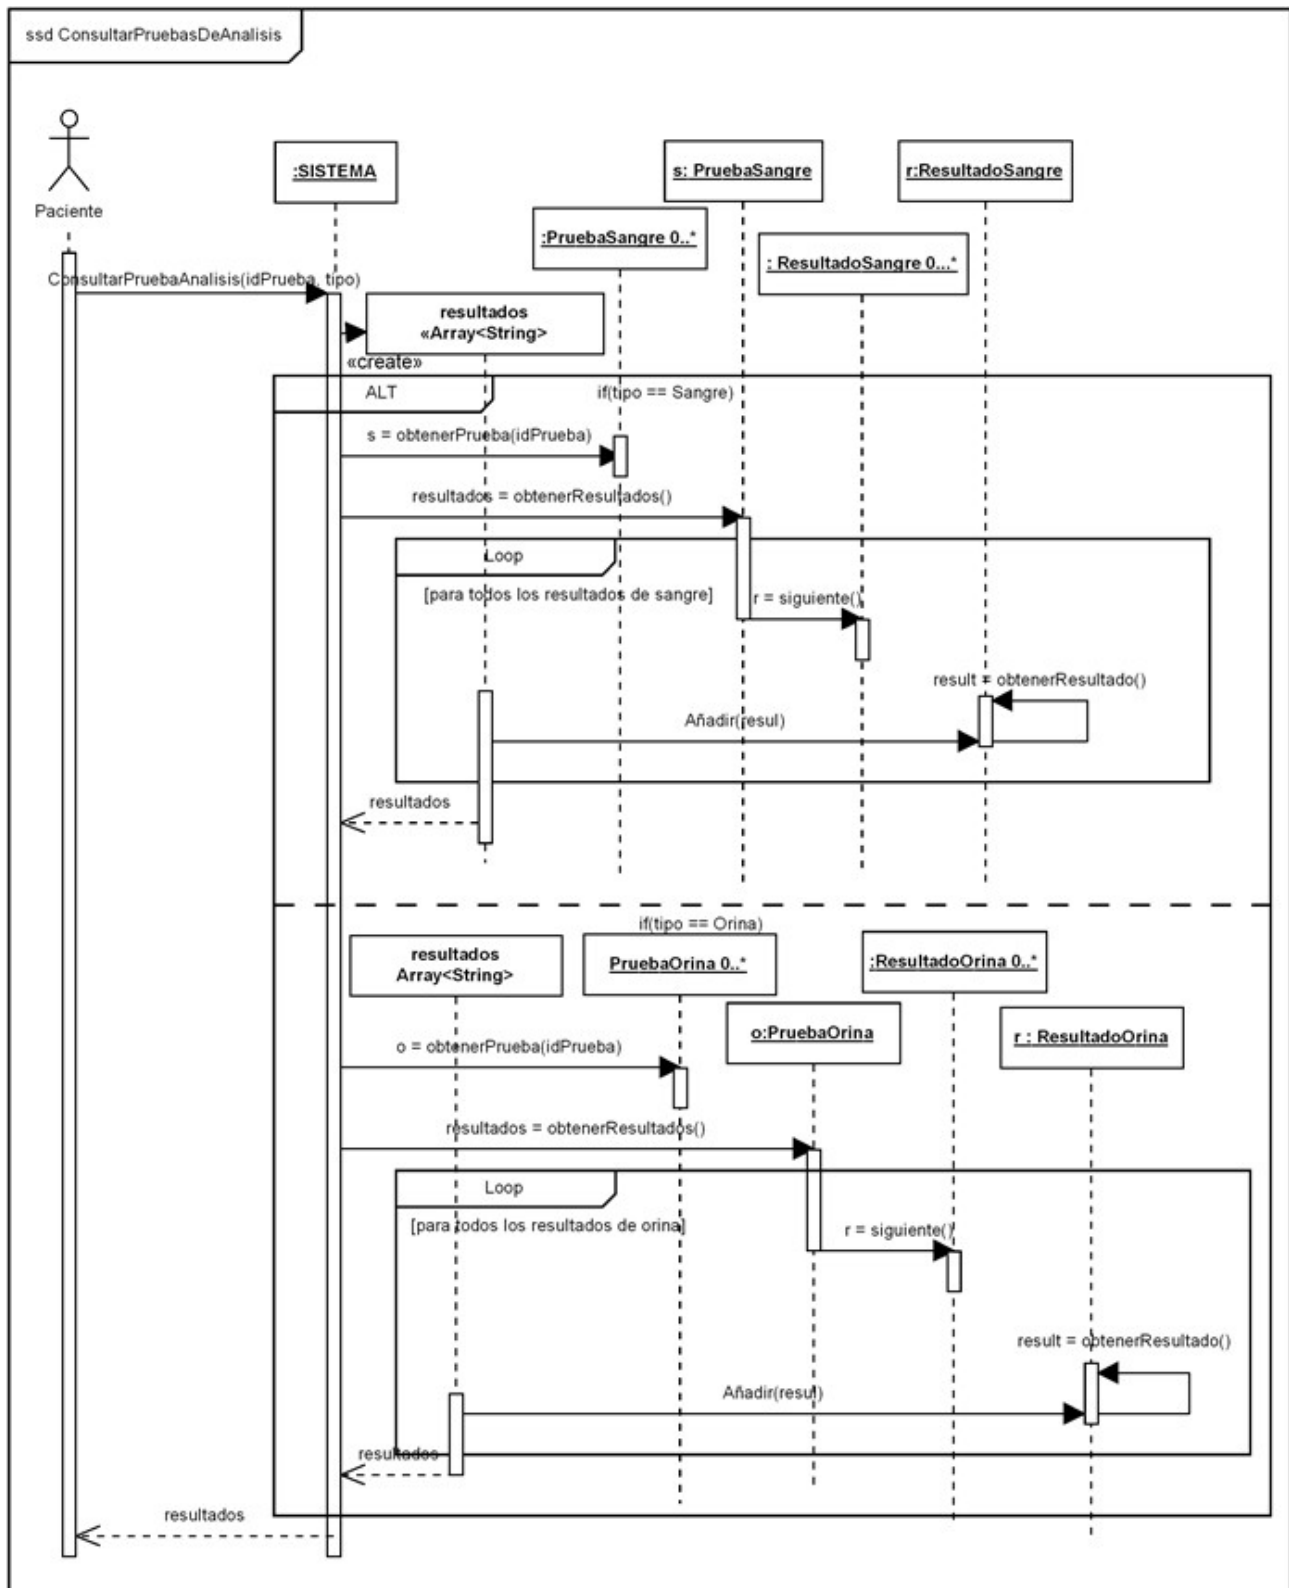 ssd ConsultarPruebasDeAnalisis
Paciente
:SISTEMA
s: PruebaSangre
r:ResultadoSangre
:PruebaSangre 0..*
: ResultadoSangre 0...*
ConsultarPruebaAnalisis(idPrueba, tipo)
resultados
«Array<String>
«create»
ALT
if(tipo == Sangre)
s = obtenerPrueba(idPrueba)
resultados = obtenerResultados()
Loop
[para todos los resultados de sangre]
r = siguiente()
result = obtenerResultado()
Añadir(resul)
resultados
if(tipo == Orina)
resultados
Array<String>
PruebaOrina 0..*
:ResultadoOrina 0..*
o:PruebaOrina
r : ResultadoOrina
o = obtenerPrueba(idPrueba)
resultados = obtenerResultados()
Loop
[para todos los resultados de orina]
r = siguiente()
result = obtenerResultado()
Añadir(resul)
resultados
resultados